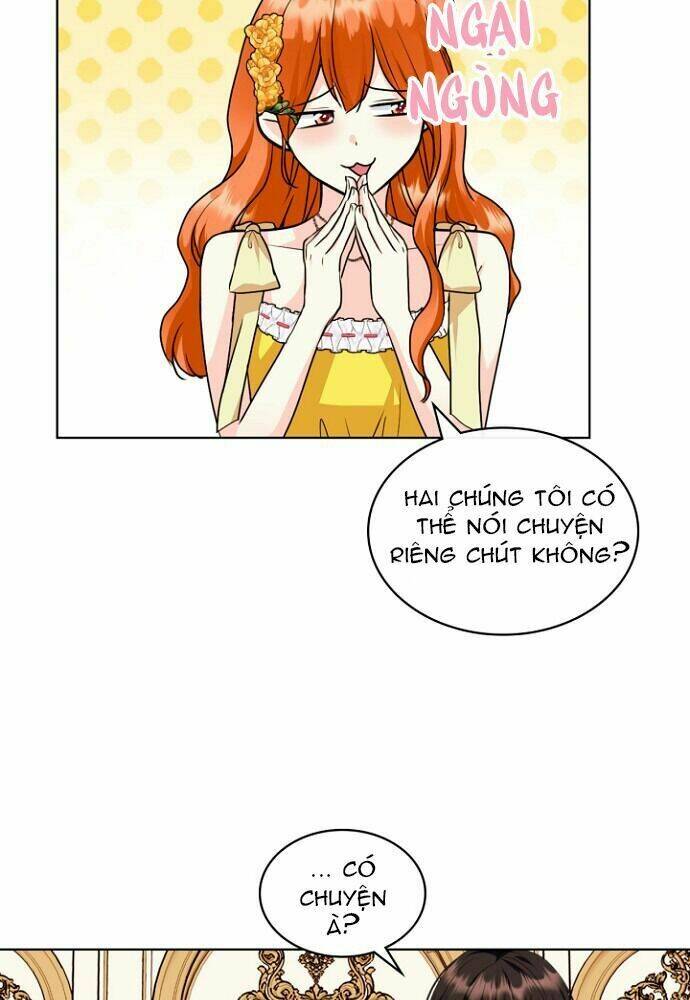 NGẠI
NGÙNG
HAI CHÚNG TÔI CÓ
THỂ NÓI CHUYỆN
RIÊNG CHÚT KHÔNG?
... CÓ
CHUYỆN
À?